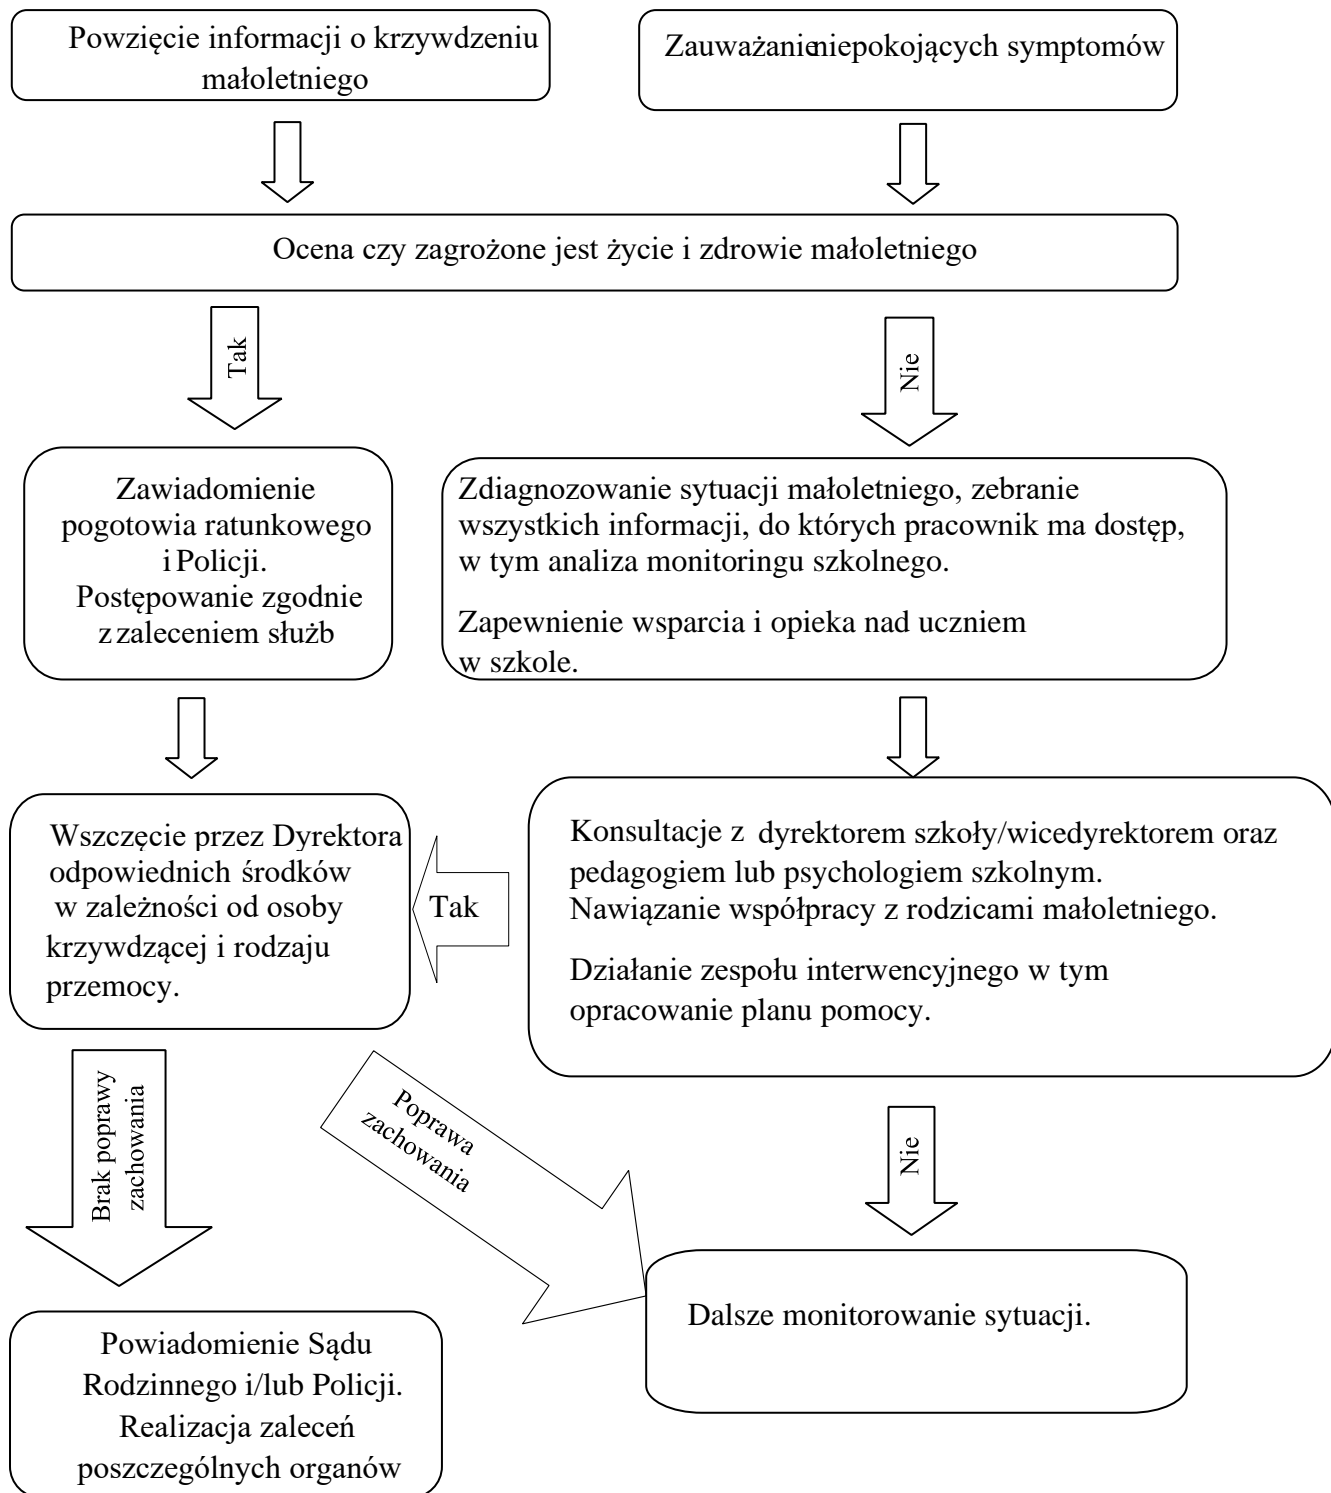 Powzięcie informacji o krzywdzeniu
małoletniego
Zauważanie niepokojących symptomów
Ocena czy zagrożone jest życie i zdrowie małoletniego
Tak
Nie
Zawiadomienie
pogotowia ratunkowego
i Policji.
Postępowanie zgodnie
z zaleceniem służb
Zdiagnozowanie sytuacji małoletniego, zebranie
wszystkich informacji, do których pracownik ma dostęp,
w tym analiza monitoringu szkolnego.
Zapewnienie wsparcia i opieka nad uczniem
w szkole.
Wszczęcie przez Dyrektora
odpowiednich środków
w zależności od osoby
krzywdzącej i rodzaju
przemocy.
Tak
Konsultacje z dyrektorem szkoły/wicedyrektorem oraz
pedagogiem lub psychologiem szkolnym.
Nawiązanie współpracy z rodzicami małoletniego.
Działanie zespołu interwencyjnego w tym
opracowanie planu pomocy.
Brak poprawy
zachowania
Poprawa
zachowania
Nie
Powiadomienie Sądu
Rodzinnego i/lub Policji.
Realizacja zaleceń
poszczególnych organów
Dalsze monitorowanie sytuacji.